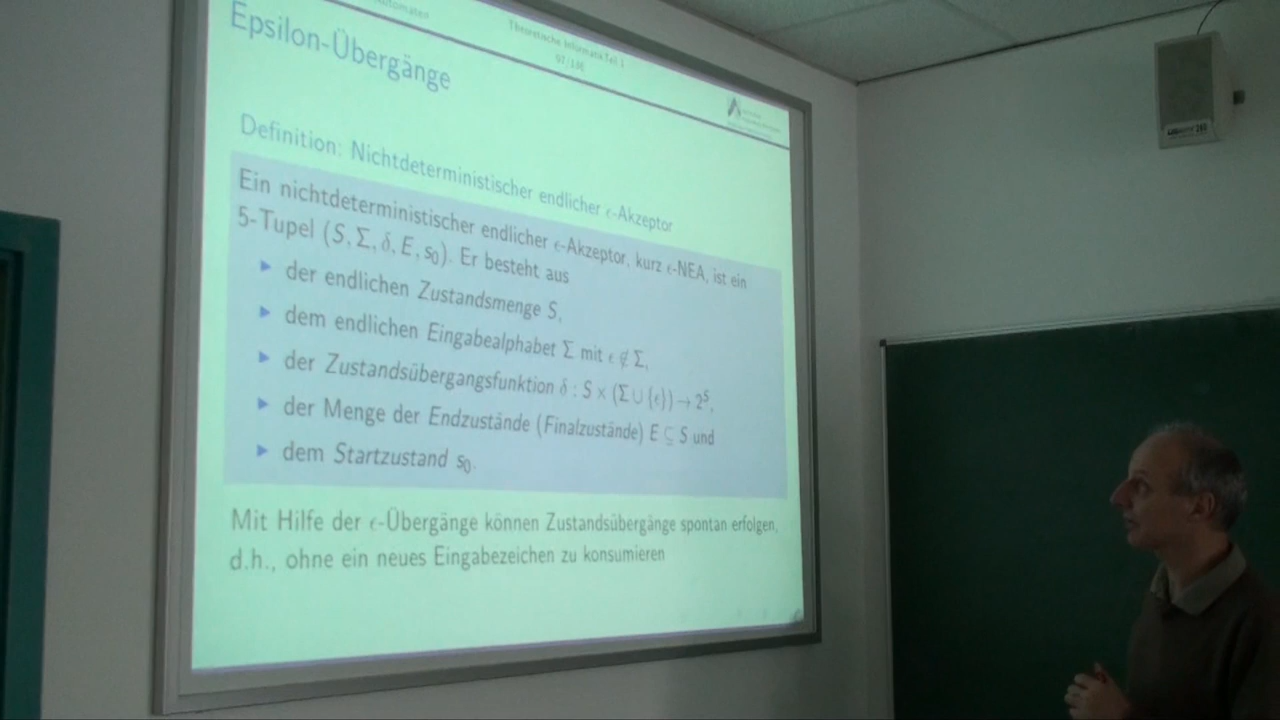 Automaten
Theoretische Informatik Teil 1
Epsilon-Übergänge
Definition: Nichtdeterministischer endlicher ϵ-Akzeptor
Ein nichtdeterministischer endlicher ϵ-Akzeptor, kurz ϵ-NEA, ist ein
5-Tupel (S, Σ, δ, E, s₀). Er besteht aus
▶ der endlichen Zustandsmenge S,
▶ dem endlichen Eingabealphabet Σ mit ϵ ∉ Σ,
▶ der Zustandsübergangsfunktion δ : S × (Σ ∪ {ϵ}) → 2ˢ,
▶ der Menge der Endzustände (Finalzustände) E ⊆ S und
▶ dem Startzustand s₀.
Mit Hilfe der ϵ-Übergänge können Zustandsübergänge spontan erfolgen,
d.h., ohne ein neues Eingabezeichen zu konsumieren